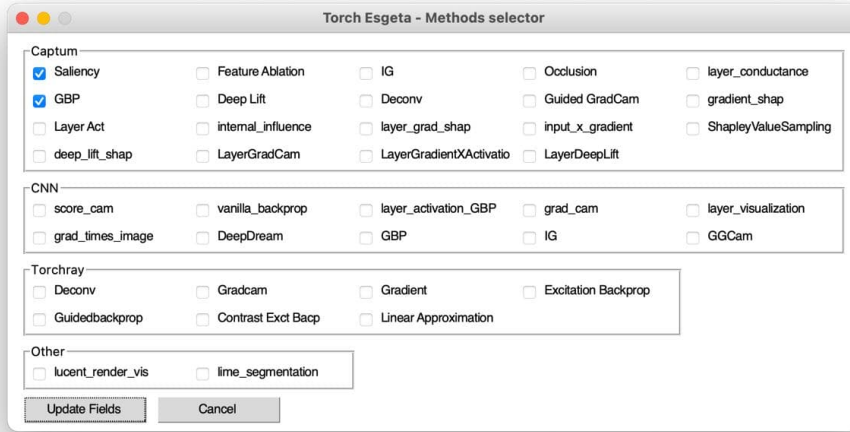 Torch Esgeta - Methods selector
Captum
Saliency Feature Ablation IG Occlusion layer_conductance
GBP Deep Lift Deconv Guided GradCam gradient_shap
Layer Act internal_influence layer_grad_shap input_x_gradient ShapleyValueSampling
deep_lift_shap LayerGradCam LayerGradientXActivatio LayerDeepLift
CNN
score_cam vanilla_backprop layer_activation_GBP grad_cam layer_visualization
grad_times_image DeepDream GBP IG GGCam
Torchray
Deconv Gradcam Gradient Excitation Backprop
Guidedbackprop Contrast Exct Bacp Linear Approximation
Other
lucent_render_vis lime_segmentation
Update Fields Cancel